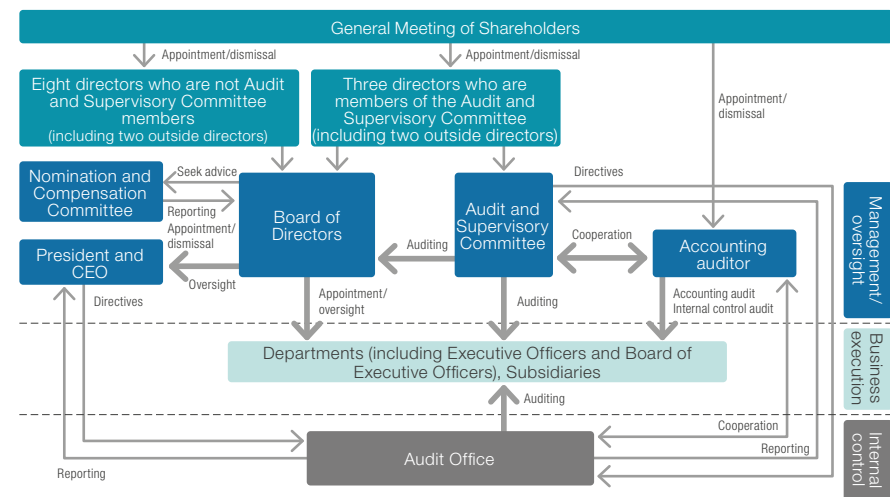 General Meeting of Shareholders
Appointment/dismissal
Appointment/dismissal
Eight directors who are not Audit
and Supervisory Committee
members
(including two outside directors)
Three directors who are
members of the Audit and
Supervisory Committee
(including two outside directors)
Appointment/
dismissal
Seek advice
Directives
Nomination and
Compensation
Committee
Reporting
Appointment/
dismissal
Board of
Directors
Audit and
Supervisory
Committee
Auditing
Cooperation
Accounting
auditor
Management/
oversight
President and
CEO
Oversight
Directives
Appointment/
oversight
Auditing
Accounting audit
Internal control audit
Departments (including Executive Officers and Board of
Executive Officers), Subsidiaries
Business
execution
Auditing
Cooperation
Reporting
Audit Office
Reporting
Internal
control